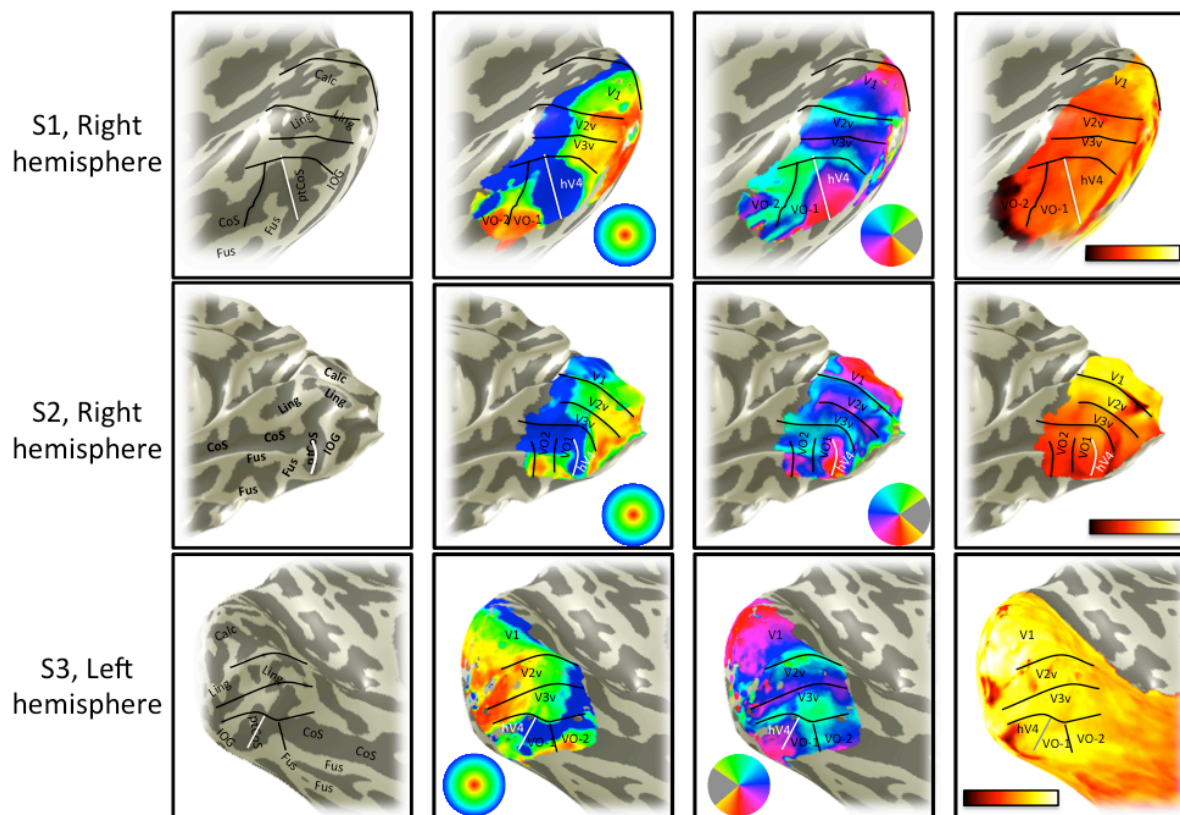 S1, Right
hemisphere
Calc
Ling
Ling
ptCoS
IOG
CoS
Fus
Fus
V1
V2v
V3v
hV4
VO-2
VO-1
V1
V2v
V3v
hV4
VO-1
VO-2
V1
V2v
V3v
hV4
VO-2
VO-1
S2, Right
hemisphere
Calc
Ling
Ling
CoS
CoS
IOG
Fus
Fus
Fus
V1
V2v
V3v
VO2
VO1
hV4
V1
V2v
V3v
VO2
VO1
hV4
V1
V2v
V3v
VO2
VO1
hV4
S3, Left
hemisphere
Calc
Ling
Ling
IOG
CoS
CoS
Fus
Fus
Fus
V1
V2v
V3v
hV4
VO-1
VO-2
V1
V2v
V3v
hV4
VO-1
VO-2
V1
V2v
V3v
hV4
VO-1
VO-2